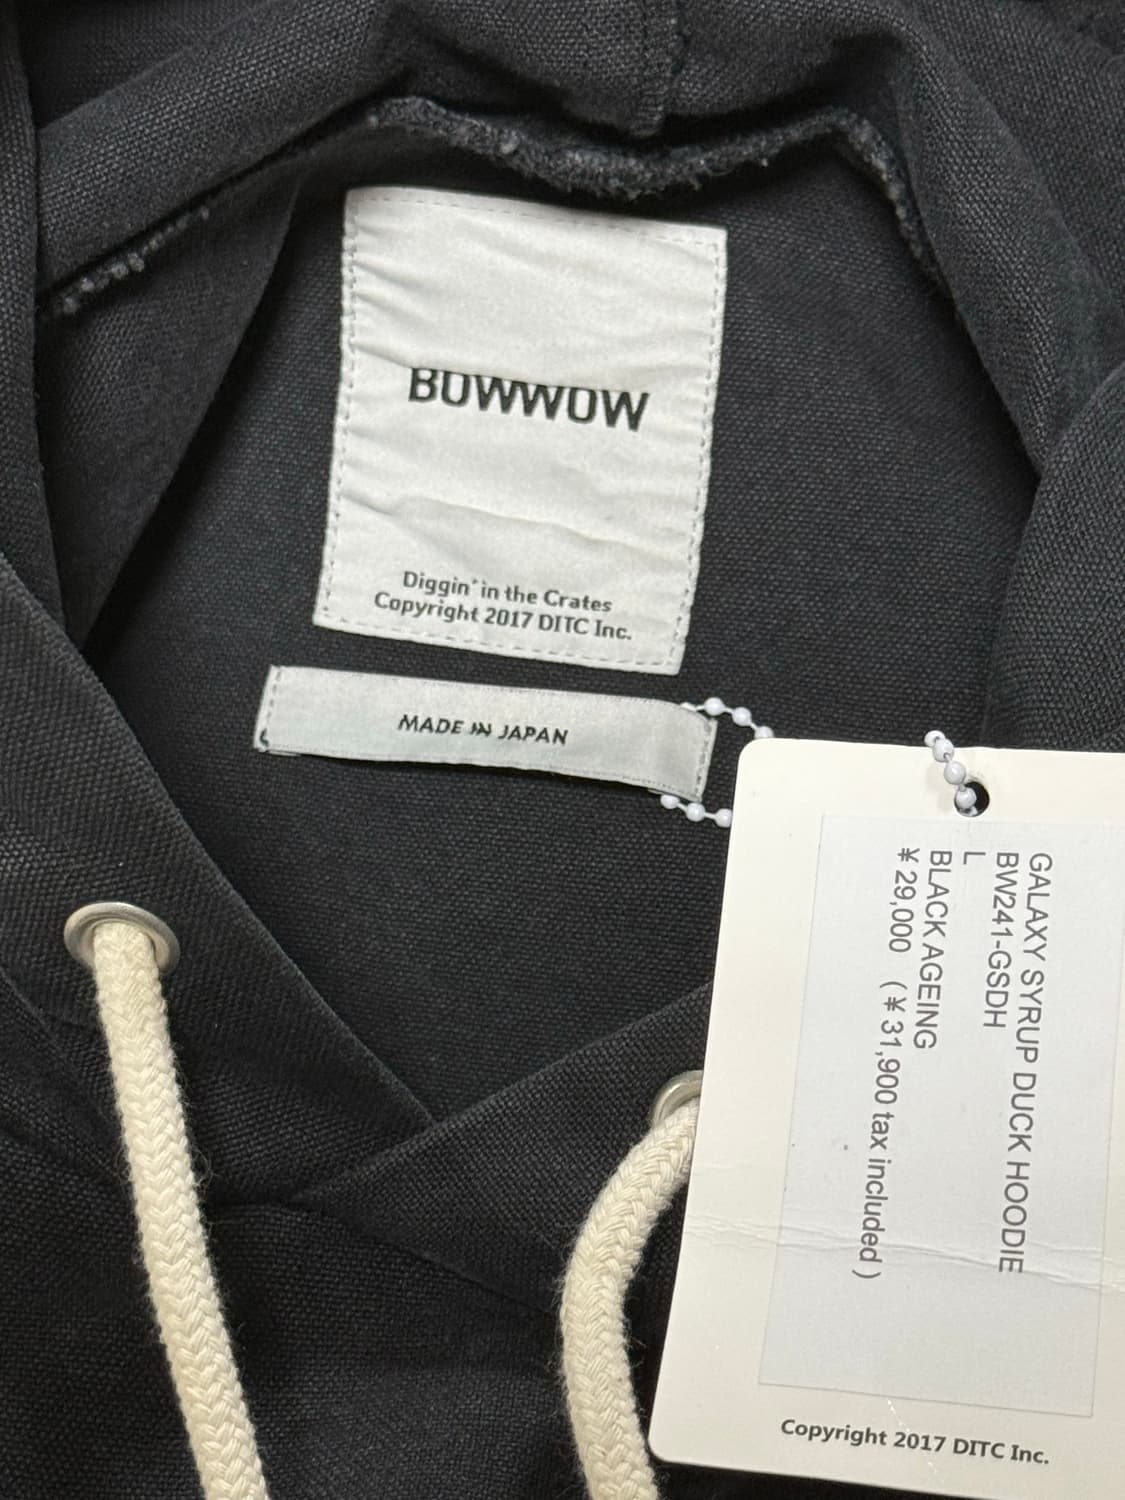 BOWWOW
Diggin' in the Crates
Copyright 2017 DITC Inc.
MADE IN JAPAN
GALAXY SYRUP DUCK HOODIE
BW241-GSDH
L
BLACK AGEING
¥ 29,000 ( ¥ 31,900 tax included )
Copyright 2017 DITC Inc.